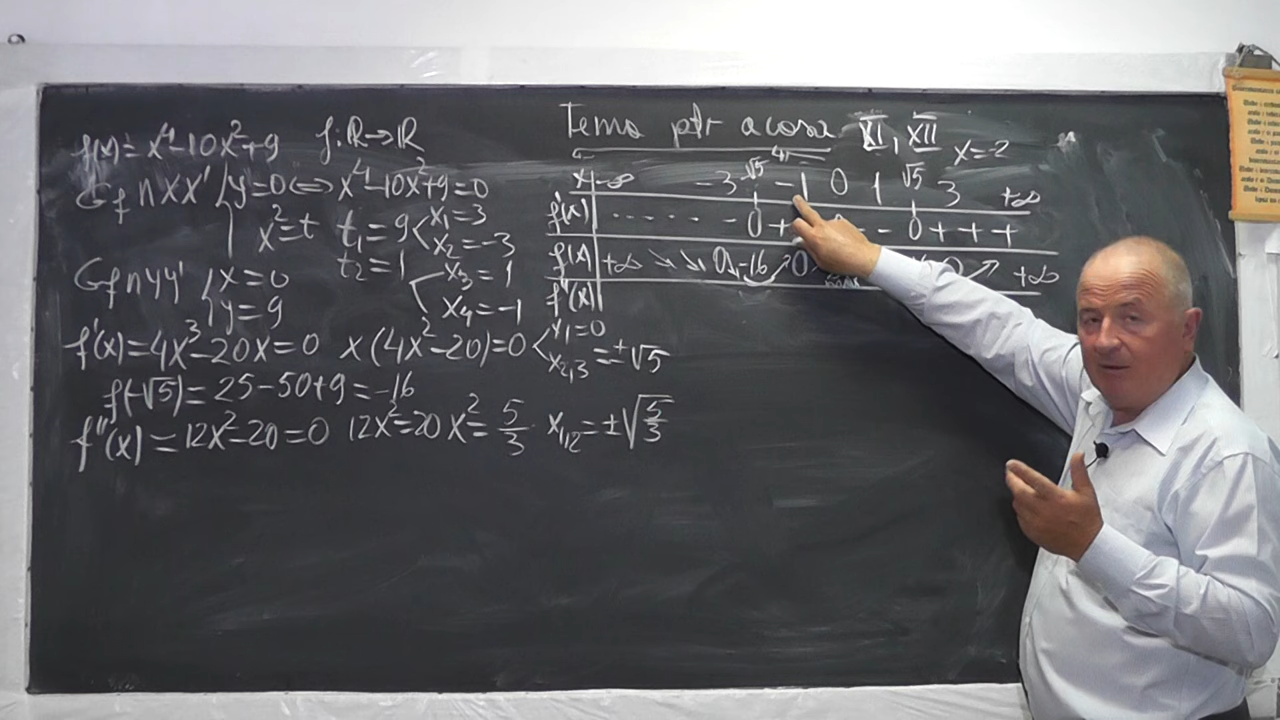 f(x)=x⁴-10x²+9   f:ℝ→ℝ
Gf∩XX' {y=0⇔x⁴-10x²+9=0
x²=t   t₁=9 < x₁=3
x₂=-3
t₂=1 < x₃=1
x₄=-1
Gf∩yy' {x=0
y=9
f'(x)=4x³-20x=0   x(4x²-20)=0 < x₁=0
x₂,₃=±√5
f(-√5)=25-50+9=-16
f''(x)=12x²-20=0   12x²=20   x²=5/3   x₁,₂=±√(5/3)
Tema ptr acasa XI, XII   x=-2
x -∞ -3 √5 -1 0 1 √5 3 +∞
f'(x) - - - - - - 0 + - - 0 + + +
f(x) +∞ ↘ ↘ 0 ↘ -16 ↗ 0 0 ↗ +∞
f''(x)